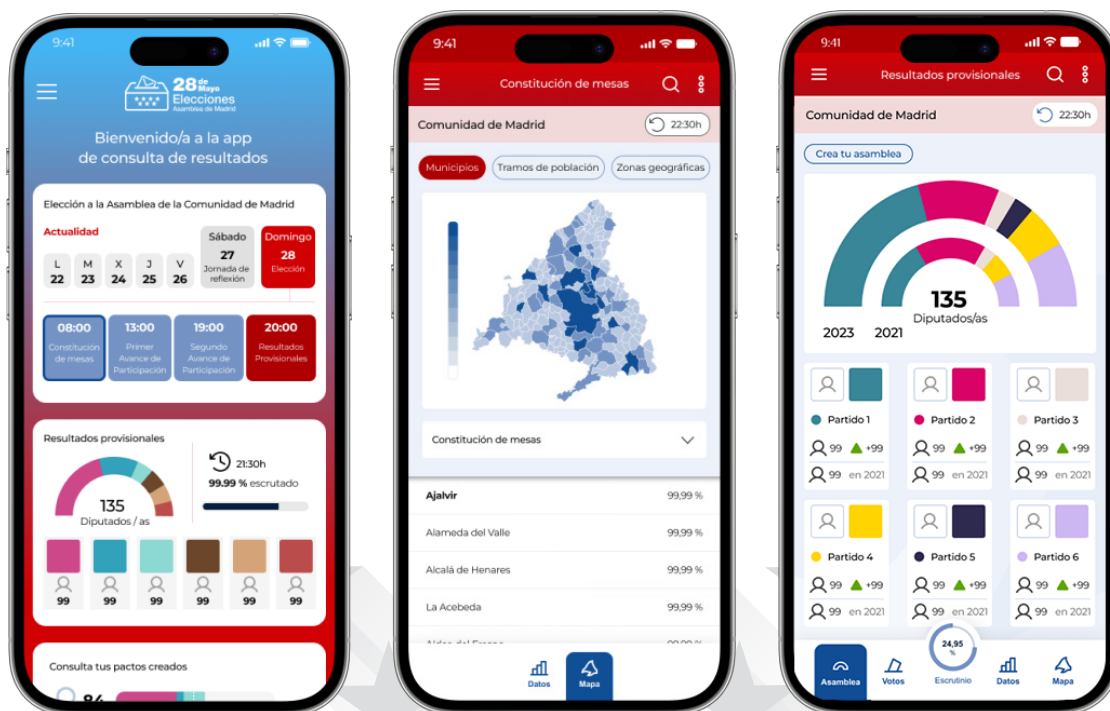 9:41
28 de Mayo
Elecciones
Asamblea de Madrid
Bienvenido/a a la app
de consulta de resultados
Elección a la Asamblea de la Comunidad de Madrid
Actualidad
L 22
M 23
X 24
J 25
V 26
Sábado
27
Jornada de
reflexión
Domingo
28
Elección
08:00
Constitución
de mesas
13:00
Primer
Avance de
Participación
19:00
Segundo
Avance de
Participación
20:00
Resultados
Provisionales
Resultados provisionales
135
Diputados / as
21:30h
99.99 % escrutado
99 99 99 99 99 99
Consulta tus pactos creados
84
9:41
Constitución de mesas
Comunidad de Madrid
22:30h
Municipios
Tramos de población
Zonas geográficas
Constitución de mesas
Ajalvir 99,99 %
Alameda del Valle 99,99 %
Alcalá de Henares 99,99 %
La Acebeda 99,99 %
Datos
Mapa
9:41
Resultados provisionales
Comunidad de Madrid
22:30h
Crea tu asamblea
135
Diputados/as
2023 2021
Partido 1
99 +99
99 en 2021
Partido 2
99 +99
99 en 2021
Partido 3
99 +99
99 en 2021
Partido 4
99 +99
99 en 2021
Partido 5
99 +99
99 en 2021
Partido 6
99 +99
99 en 2021
Asamblea
Votos
24,95
%
Escrutinio
Datos
Mapa